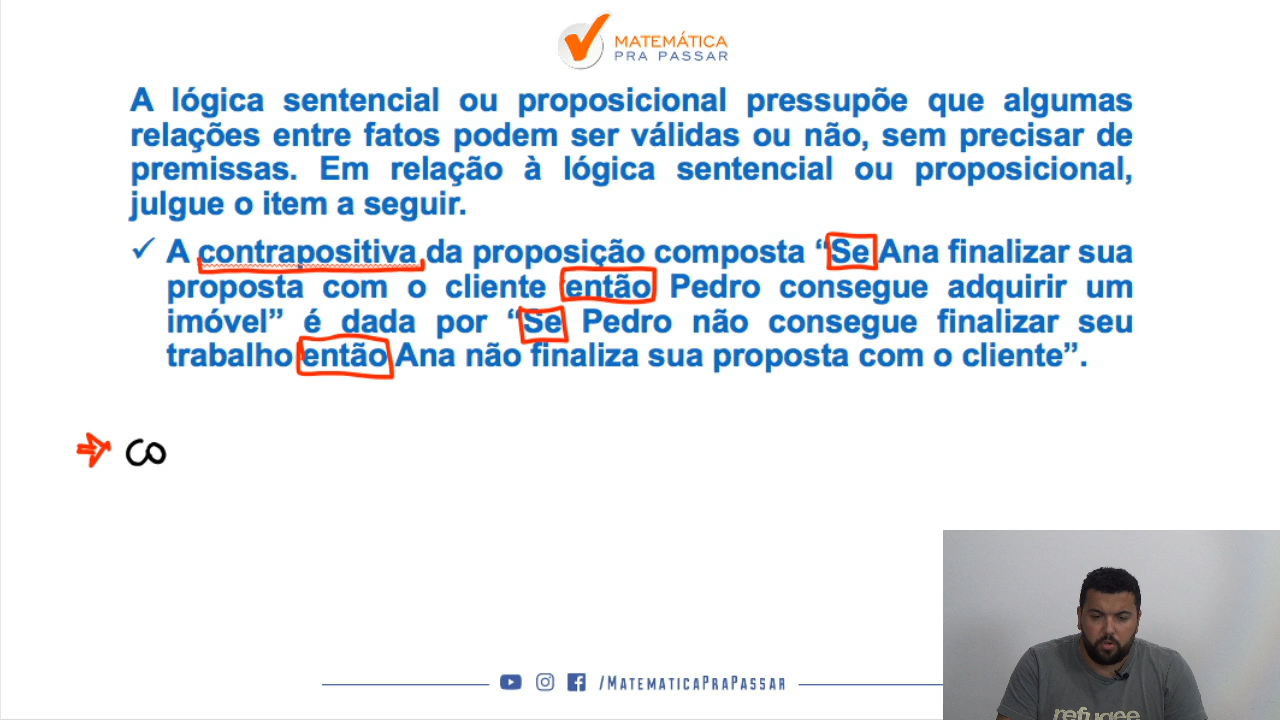 MATEMÁTICA
PRA PASSAR
A lógica sentencial ou proposicional pressupõe que algumas
relações entre fatos podem ser válidas ou não, sem precisar de
premissas. Em relação à lógica sentencial ou proposicional,
julgue o item a seguir.
✓ A contrapositiva da proposição composta “Se Ana finalizar sua
proposta com o cliente então Pedro consegue adquirir um
imóvel” é dada por “Se Pedro não consegue finalizar seu
trabalho então Ana não finaliza sua proposta com o cliente”.
⇒ CO
/MATEMATICAPRAPASSAR
refugee